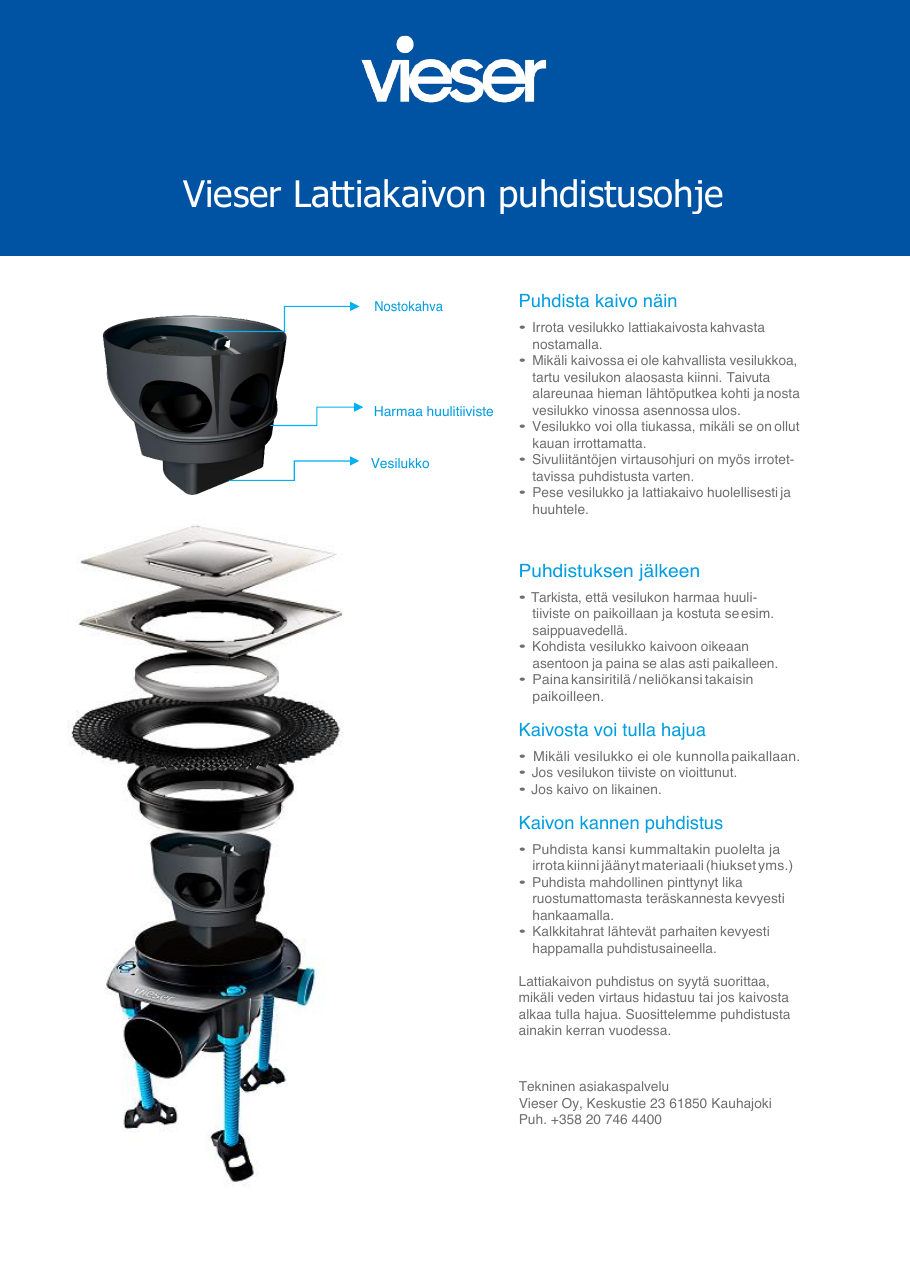 vieser
Vieser Lattiakaivon puhdistusohje
Nostokahva
Harmaa huulitiiviste
Vesilukko
Puhdista kaivo näin
• Irrota vesilukko lattiakaivosta kahvasta
nostamalla.
• Mikäli kaivossa ei ole kahvallista vesilukkoa,
tartu vesilukon alaosasta kiinni. Taivuta
alareunaa hieman lähtöputkea kohti ja nosta
vesilukko vinossa asennossa ulos.
• Vesilukko voi olla tiukassa, mikäli se on ollut
kauan irrottamatta.
• Sivuliitäntöjen virtausohjuri on myös irrotet-
tavissa puhdistusta varten.
• Pese vesilukko ja lattiakaivo huolellisesti ja
huuhtele.
Puhdistuksen jälkeen
• Tarkista, että vesilukon harmaa huuli-
tiiviste on paikoillaan ja kostuta se esim.
saippuavedellä.
• Kohdista vesilukko kaivoon oikeaan
asentoon ja paina se alas asti paikalleen.
• Paina kansiritilä / neliökansi takaisin
paikoilleen.
Kaivosta voi tulla hajua
• Mikäli vesilukko ei ole kunnolla paikallaan.
• Jos vesilukon tiiviste on vioittunut.
• Jos kaivo on likainen.
Kaivon kannen puhdistus
• Puhdista kansi kummaltakin puolelta ja
irrota kiinni jäänyt materiaali (hiukset yms.)
• Puhdista mahdollinen pinttynyt lika
ruostumattomasta teräskannesta kevyesti
hankaamalla.
• Kalkkitahrat lähtevät parhaiten kevyesti
happamalla puhdistusaineella.
Lattiakaivon puhdistus on syytä suorittaa,
mikäli veden virtaus hidastuu tai jos kaivosta
alkaa tulla hajua. Suosittelemme puhdistusta
ainakin kerran vuodessa.
Tekninen asiakaspalvelu
Vieser Oy, Keskustie 23 61850 Kauhajoki
Puh. +358 20 746 4400
vieser